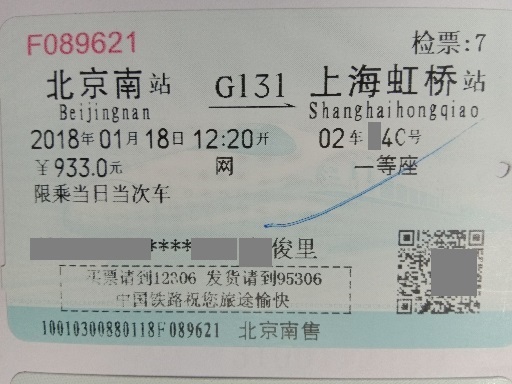 F089621 检票:7
北京南站 G131 上海虹桥站
Beijingnan Shanghaihongqiao
2018年01月18日 12:20开 02车 4C号
￥933.0元 网 一等座
限乘当日当次车
**** 俊里
买票请到12306 发货请到95306
中国铁路祝您旅途愉快
10010300880118F089621 北京南售